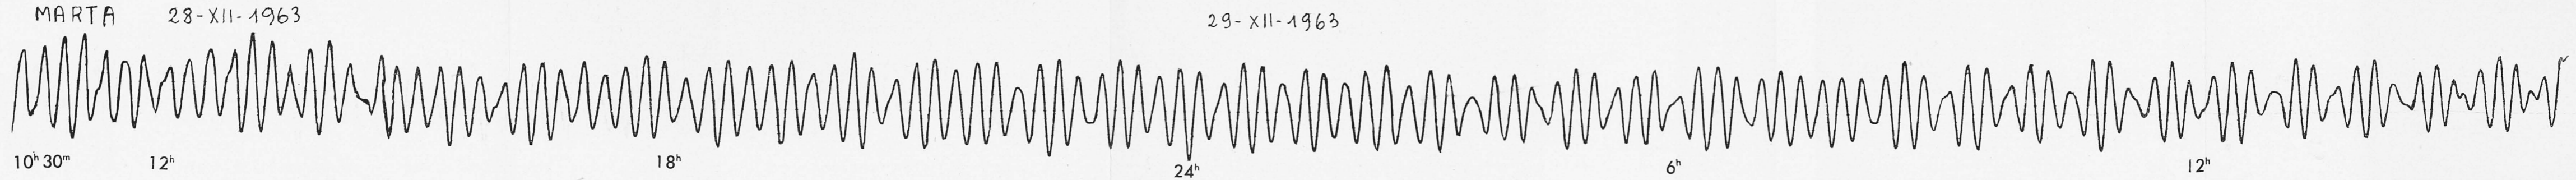 MARTA 28-XII-1963 29-XII-1963
10ʰ 30ᵐ 12ʰ 18ʰ 24ʰ 6ʰ 12ʰ